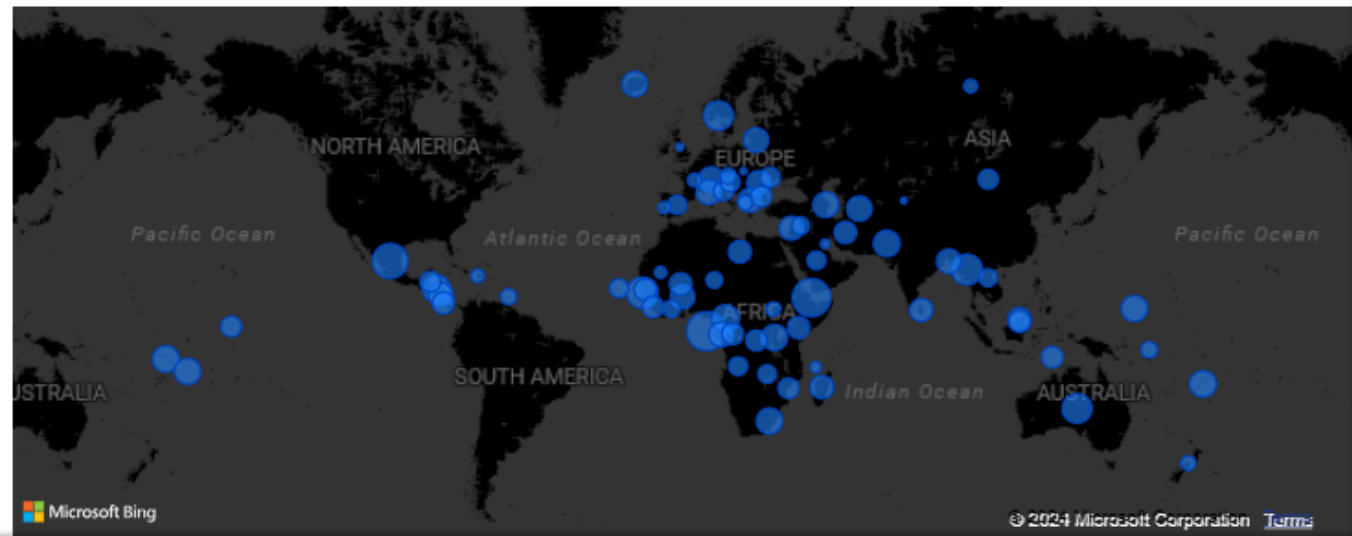 NORTH AMERICA
ASIA
EUROPE
Pacific Ocean
Atlantic Ocean
Pacific Ocean
AFRICA
SOUTH AMERICA
USTRALIA
Indian Ocean
AUSTRALIA
Microsoft Bing
© 2024 Microsoft Corporation Terms